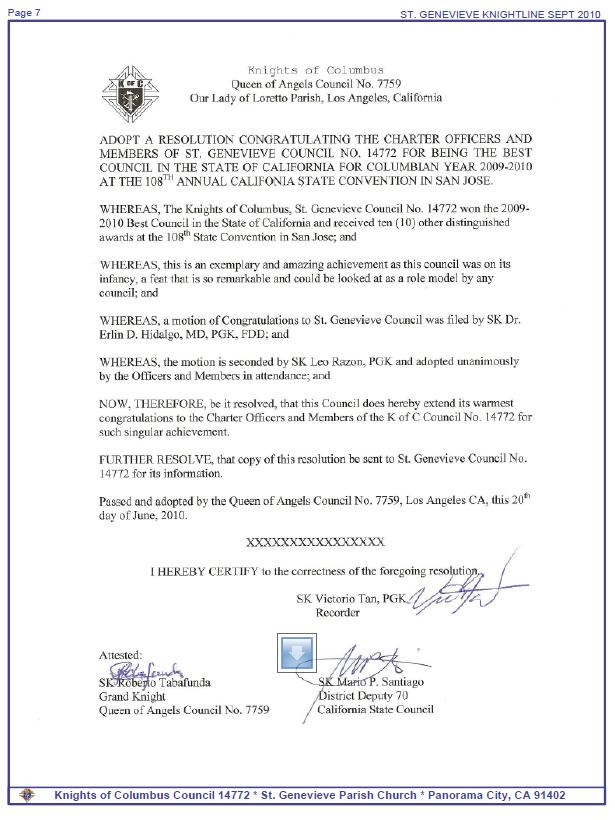 Page 7
ST. GENEVIEVE KNIGHTLINE SEPT 2010
K OF C
Knights of Columbus
Queen of Angels Council No. 7759
Our Lady of Loretto Parish, Los Angeles, California
ADOPT A RESOLUTION CONGRATULATING THE CHARTER OFFICERS AND
MEMBERS OF ST. GENEVIEVE COUNCIL NO. 14772 FOR BEING THE BEST
COUNCIL IN THE STATE OF CALIFORNIA FOR COLUMBIAN YEAR 2009-2010
AT THE 108TH ANNUAL CALIFONIA STATE CONVENTION IN SAN JOSE.
WHEREAS, The Knights of Columbus, St. Genevieve Council No. 14772 won the 2009-
2010 Best Council in the State of California and received ten (10) other distinguished
awards at the 108th State Convention in San Jose; and
WHEREAS, this is an exemplary and amazing achievement as this council was on its
infancy, a feat that is so remarkable and could be looked at as a role model by any
council; and
WHEREAS, a motion of Congratulations to St. Genevieve Council was filed by SK Dr.
Erlin D. Hidalgo, MD, PGK, FDD; and
WHEREAS, the motion is seconded by SK Leo Razon, PGK and adopted unanimously
by the Officers and Members in attendance; and
NOW, THEREFORE, be it resolved, that this Council does hereby extend its warmest
congratulations to the Charter Officers and Members of the K of C Council No. 14772 for
such singular achievement.
FURTHER RESOLVE, that copy of this resolution be sent to St. Genevieve Council No.
14772 for its information.
Passed and adopted by the Queen of Angels Council No. 7759, Los Angeles CA, this 20th
day of June, 2010.
XXXXXXXXXXXXXXXX
I HEREBY CERTIFY to the correctness of the foregoing resolution.
SK Victorio Tan, PGK
Recorder
Attested:
SK Roberto Tabafunda
Grand Knight
Queen of Angels Council No. 7759
SK Mario P. Santiago
District Deputy 70
California State Council
Knights of Columbus Council 14772 * St. Genevieve Parish Church * Panorama City, CA 91402